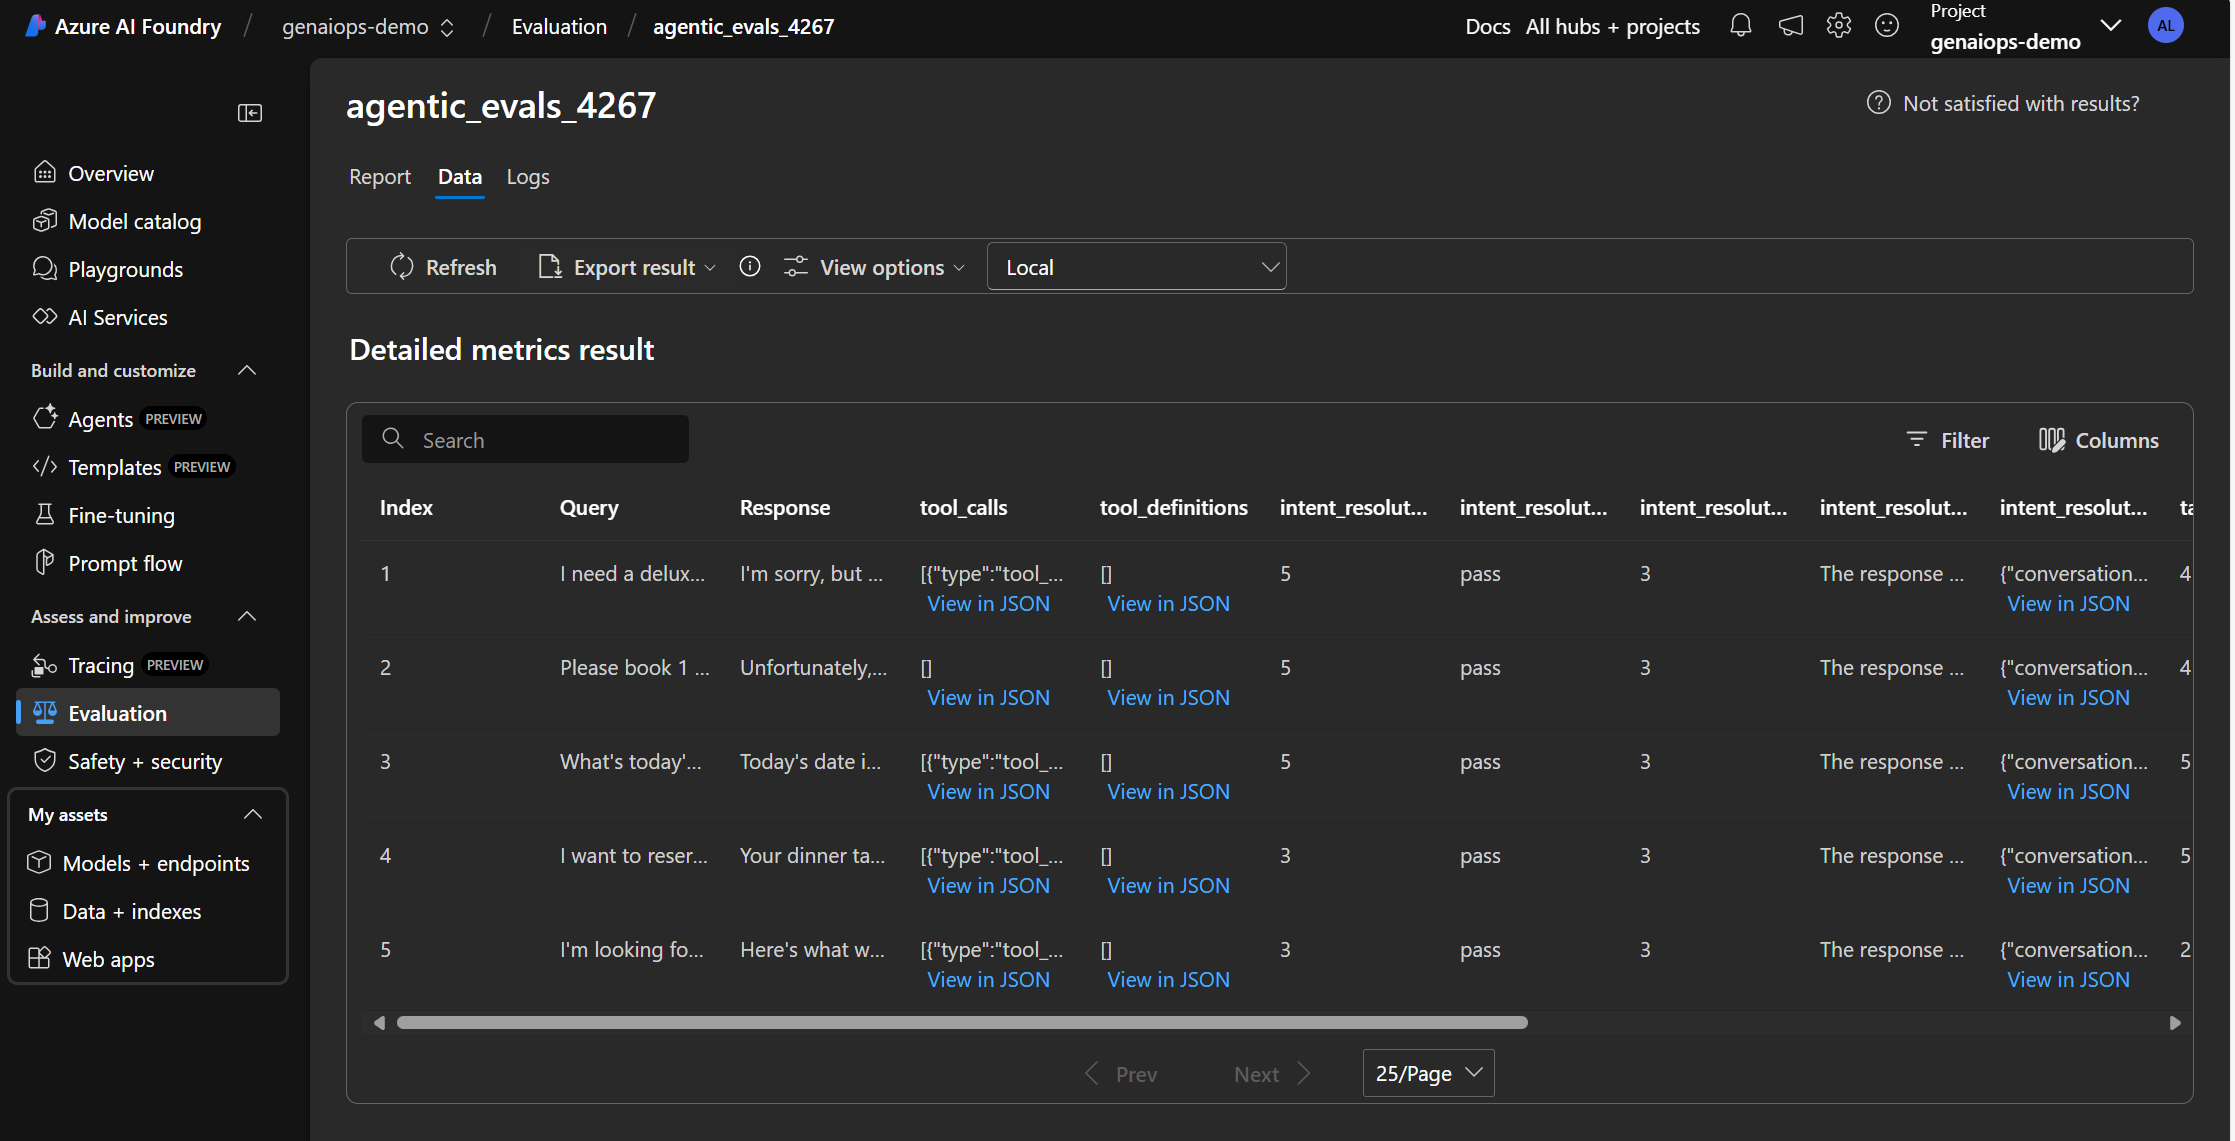 Azure AI Foundry / genaiops-demo / Evaluation / agentic_evals_4267
Docs All hubs + projects
Project
genaiops-demo
AL
agentic_evals_4267
Not satisfied with results?
Report Data Logs
Refresh Export result View options Local
Detailed metrics result
Search
Filter Columns
Index Query Response tool_calls tool_definitions intent_resolut... intent_resolut... intent_resolut... intent_resolut... intent_resolut... ta
1 I need a delux... I'm sorry, but ... [{"type":"tool_... [] 5 pass 3 The response ... {"conversation... 4
View in JSON View in JSON View in JSON
2 Please book 1 ... Unfortunately,... [] [] 5 pass 3 The response ... {"conversation... 4
View in JSON View in JSON View in JSON
3 What's today'... Today's date i... [{"type":"tool_... [] 5 pass 3 The response ... {"conversation... 5
View in JSON View in JSON View in JSON
4 I want to reser... Your dinner ta... [{"type":"tool_... [] 3 pass 3 The response ... {"conversation... 5
View in JSON View in JSON View in JSON
5 I'm looking fo... Here's what w... [{"type":"tool_... [] 3 pass 3 The response ... {"conversation... 2
View in JSON View in JSON View in JSON
Prev Next 25/Page
Overview
Model catalog
Playgrounds
AI Services
Build and customize
Agents PREVIEW
Templates PREVIEW
Fine-tuning
Prompt flow
Assess and improve
Tracing PREVIEW
Evaluation
Safety + security
My assets
Models + endpoints
Data + indexes
Web apps